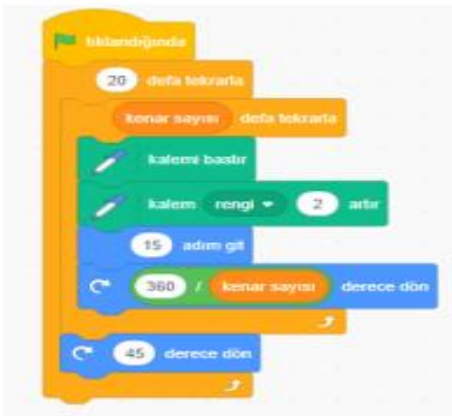 tıklandığında
20 defa tekrarla
kenar sayısı defa tekrarla
kalemi bastır
kalem rengi 2 artır
15 adım git
360 / kenar sayısı derece dön
45 derece dön